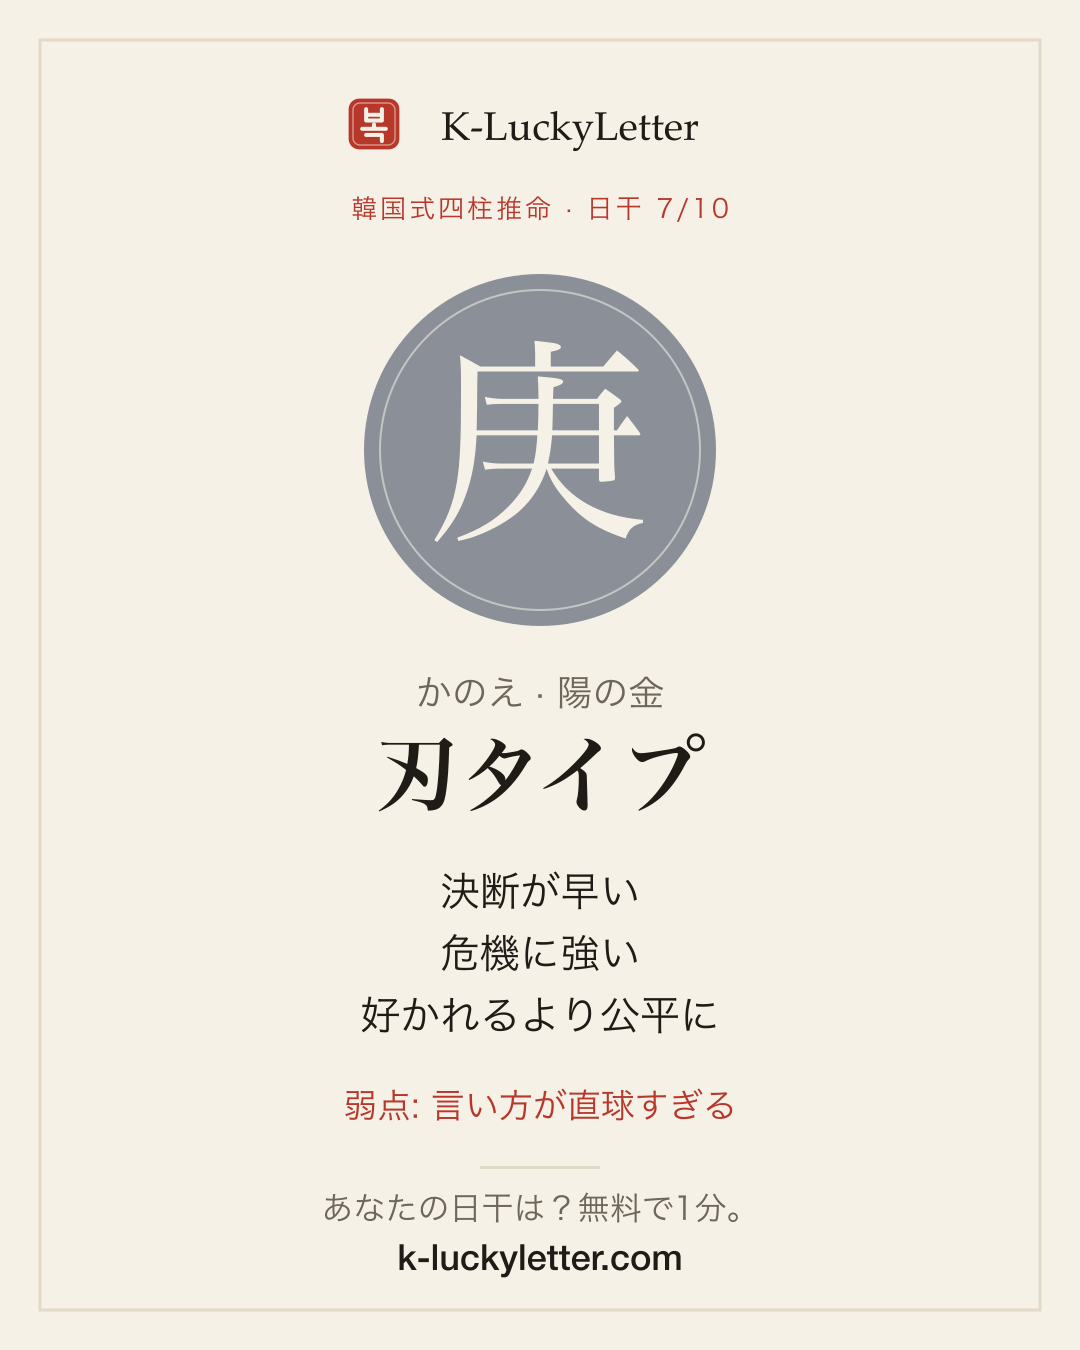 복 K-LuckyLetter
韓国式四柱推命 · 日干 7/10
庚
かのえ · 陽の金
刃タイプ
決断が早い
危機に強い
好かれるより公平に
弱点: 言い方が直球すぎる
あなたの日干は？無料で1分。
k-luckyletter.com